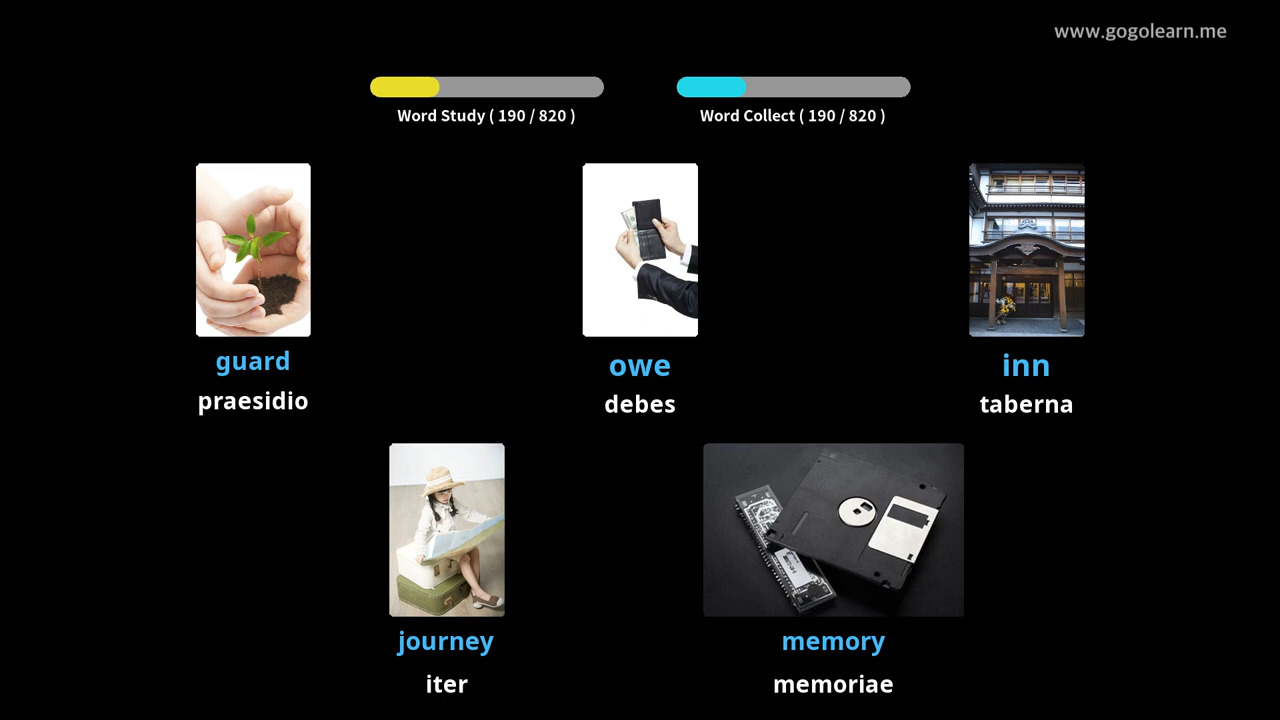 www.gogolearn.me
Word Study ( 190 / 820 )
Word Collect ( 190 / 820 )
guard
praesidio
owe
debes
inn
taberna
journey
iter
memory
memoriae